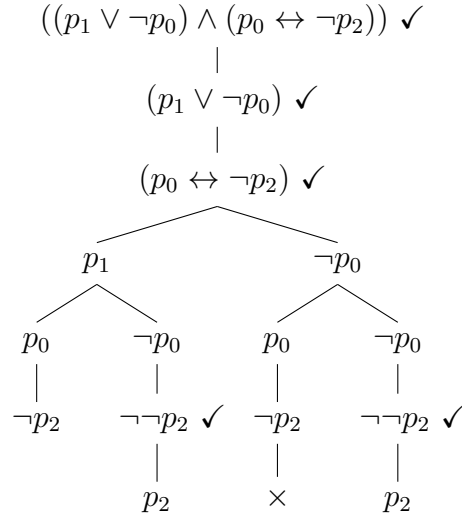 ((p₁ ∨ ¬p₀) ∧ (p₀ ↔ ¬p₂)) ✓
(p₁ ∨ ¬p₀) ✓
(p₀ ↔ ¬p₂) ✓
p₁ ¬p₀
p₀ ¬p₀ p₀ ¬p₀
¬p₂ ¬¬p₂ ✓ ¬p₂ ¬¬p₂ ✓
p₂ × p₂